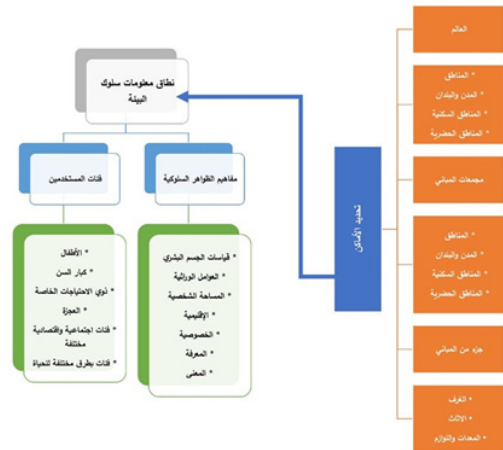 العالم
* المناطق
* المدن والبلدان
* المناطق السكنية
* المناطق الحضرية
مجمعات المباني
* المناطق
* المدن والبلدان
* المناطق السكنية
* المناطق الحضرية
جزء من المباني
• الغرف
• الاثاث
• المعدات واللوازم
تحديد الأماكن
نطاق معلومات سلوك
البيئة
مفاهيم الظواهر السلوكية
* قياسات الجسم البشري
* العوامل الوراثية
* المساحة الشخصية
* الإقليمية
* الخصوصية
* المعرفة
* المعنى
فئات المستخدمين
* الأطفال
* كبار السن
* ذوي الاحتياجات الخاصة
* العجزة
* فئات اجتماعية واقتصادية
مختلفة
* فئات بطرق مختلفة للحياة